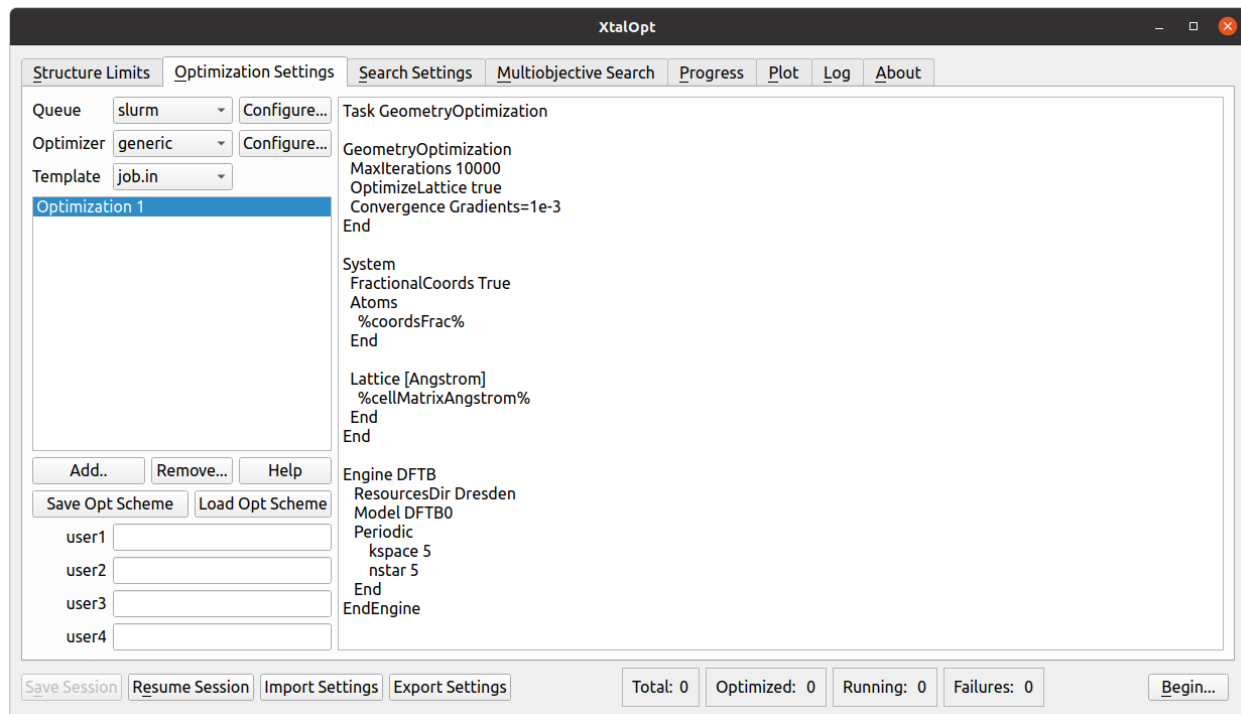 XtalOpt
Structure Limits Optimization Settings Search Settings Multiobjective Search Progress Plot Log About
Queue slurm Configure...
Optimizer generic Configure...
Template job.in
Optimization 1
Add.. Remove... Help
Save Opt Scheme Load Opt Scheme
user1
user2
user3
user4
Task GeometryOptimization
GeometryOptimization
MaxIterations 10000
OptimizeLattice true
Convergence Gradients=1e-3
End
System
FractionalCoords True
Atoms
%coordsFrac%
End
Lattice [Angstrom]
%cellMatrixAngstrom%
End
End
Engine DFTB
ResourcesDir Dresden
Model DFTB0
Periodic
kspace 5
nstar 5
End
EndEngine
Save Session Resume Session Import Settings Export Settings Total: 0 Optimized: 0 Running: 0 Failures: 0 Begin...